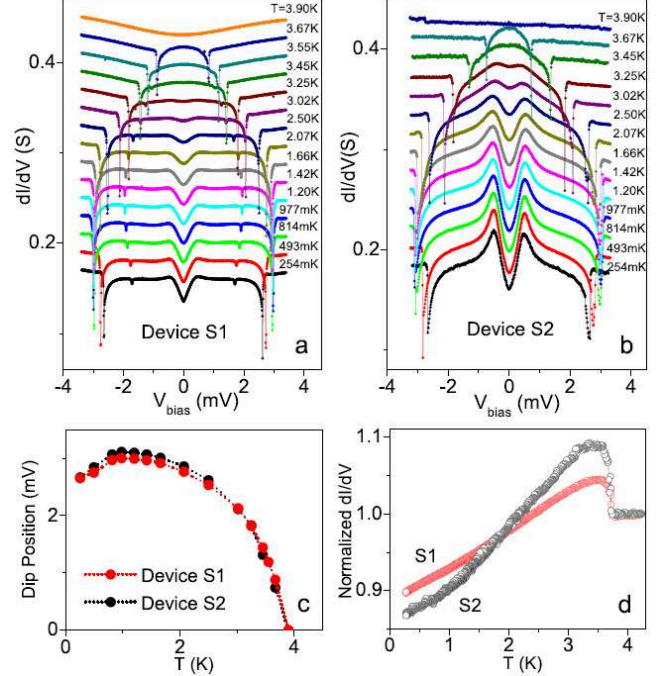 T=3.90K
3.67K
3.55K
3.45K
3.25K
3.02K
2.50K
2.07K
1.66K
1.42K
1.20K
977mK
814mK
493mK
254mK
0.4
0.2
dI/dV (S)
Device S1
a
-4 -2 0 2 4
V_bias (mV)
T=3.90K
3.67K
3.45K
3.25K
3.02K
2.50K
2.07K
1.66K
1.42K
1.20K
977mK
814mK
493mK
254mK
0.4
0.2
dI/dV(S)
Device S2
b
-4 -2 0 2 4
V_bias (mV)
Dip Position (mV)
2
0
Device S1
Device S2
c
0 2 4
T (K)
Normalized dI/dV
1.1
1.0
0.9
S1
S2
d
0 1 2 3 4
T (K)